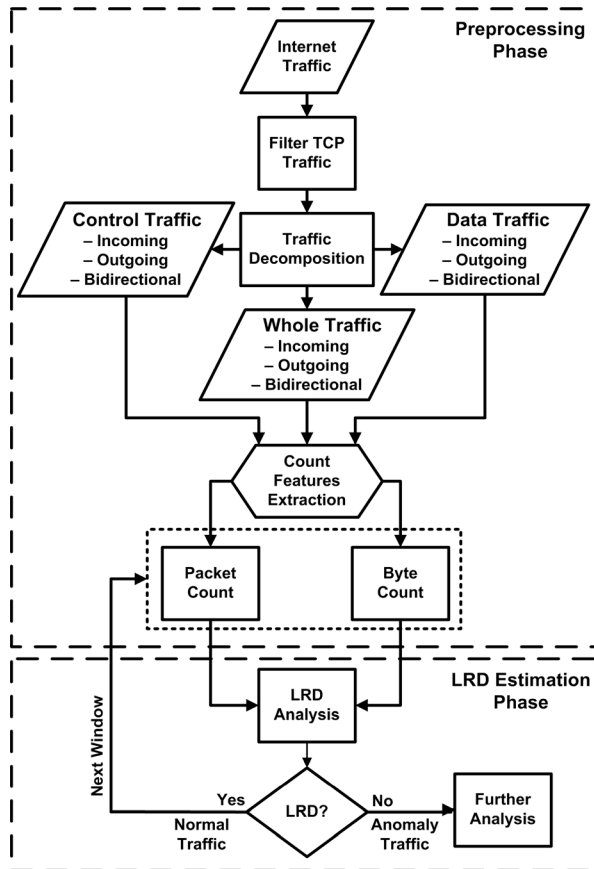 Preprocessing
Phase
Internet
Traffic
Filter TCP
Traffic
Control Traffic
– Incoming
– Outgoing
– Bidirectional
Traffic
Decomposition
Data Traffic
– Incoming
– Outgoing
– Bidirectional
Whole Traffic
– Incoming
– Outgoing
– Bidirectional
Count
Features
Extraction
Packet
Count
Byte
Count
LRD Estimation
Phase
LRD
Analysis
Next Window
LRD?
Yes
Normal
Traffic
No
Anomaly
Traffic
Further
Analysis